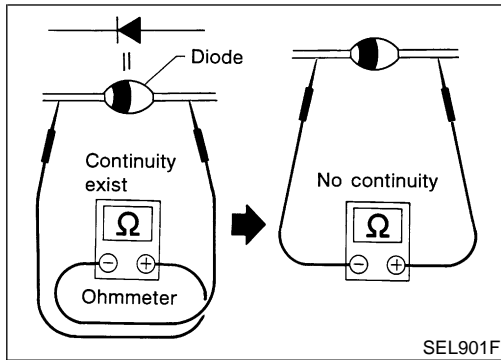 Diode
Continuity
exist
No continuity
Ω
Ω
⊖ ⊕
⊖ ⊕
Ohmmeter
SEL901F